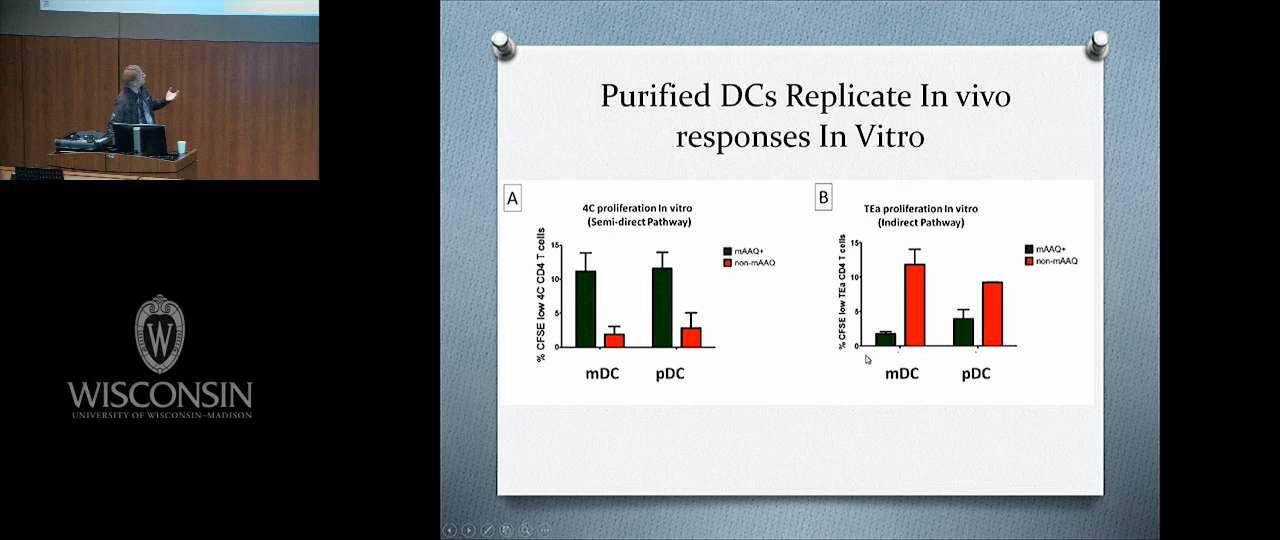 Purified DCs Replicate In vivo
responses In Vitro
A
4C proliferation In vitro
(Semi-direct Pathway)
% CFSE low 4C CD4 T cells
15
10
5
0
mDC
pDC
mAAQ+
non-mAAQ
B
TEa proliferation In vitro
(Indirect Pathway)
% CFSE low TEa CD4 T cells
15
10
5
0
mDC
pDC
mAAQ+
non-mAAQ
W
WISCONSIN
UNIVERSITY OF WISCONSIN–MADISON